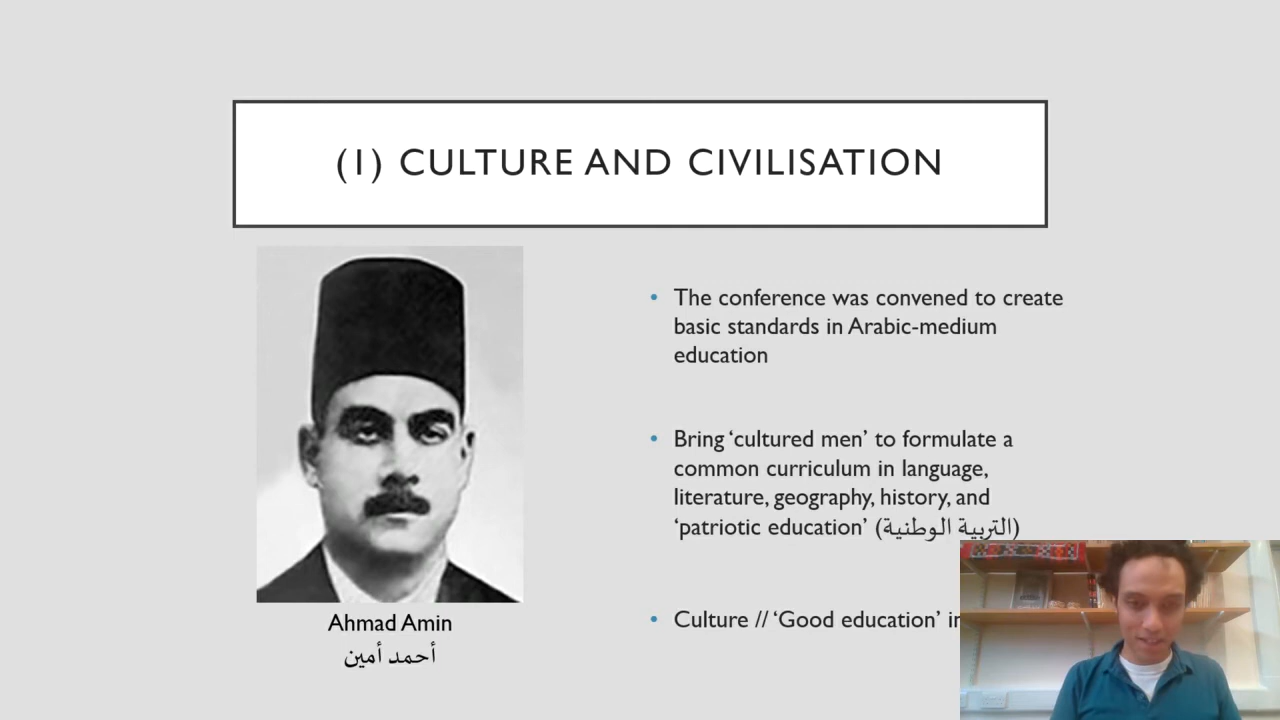 (1) CULTURE AND CIVILISATION
• The conference was convened to create
basic standards in Arabic-medium
education
• Bring ‘cultured men’ to formulate a
common curriculum in language,
literature, geography, history, and
‘patriotic education’ (التربية الوطنية)
• Culture // ‘Good education’
Ahmad Amin
أحمد أمين